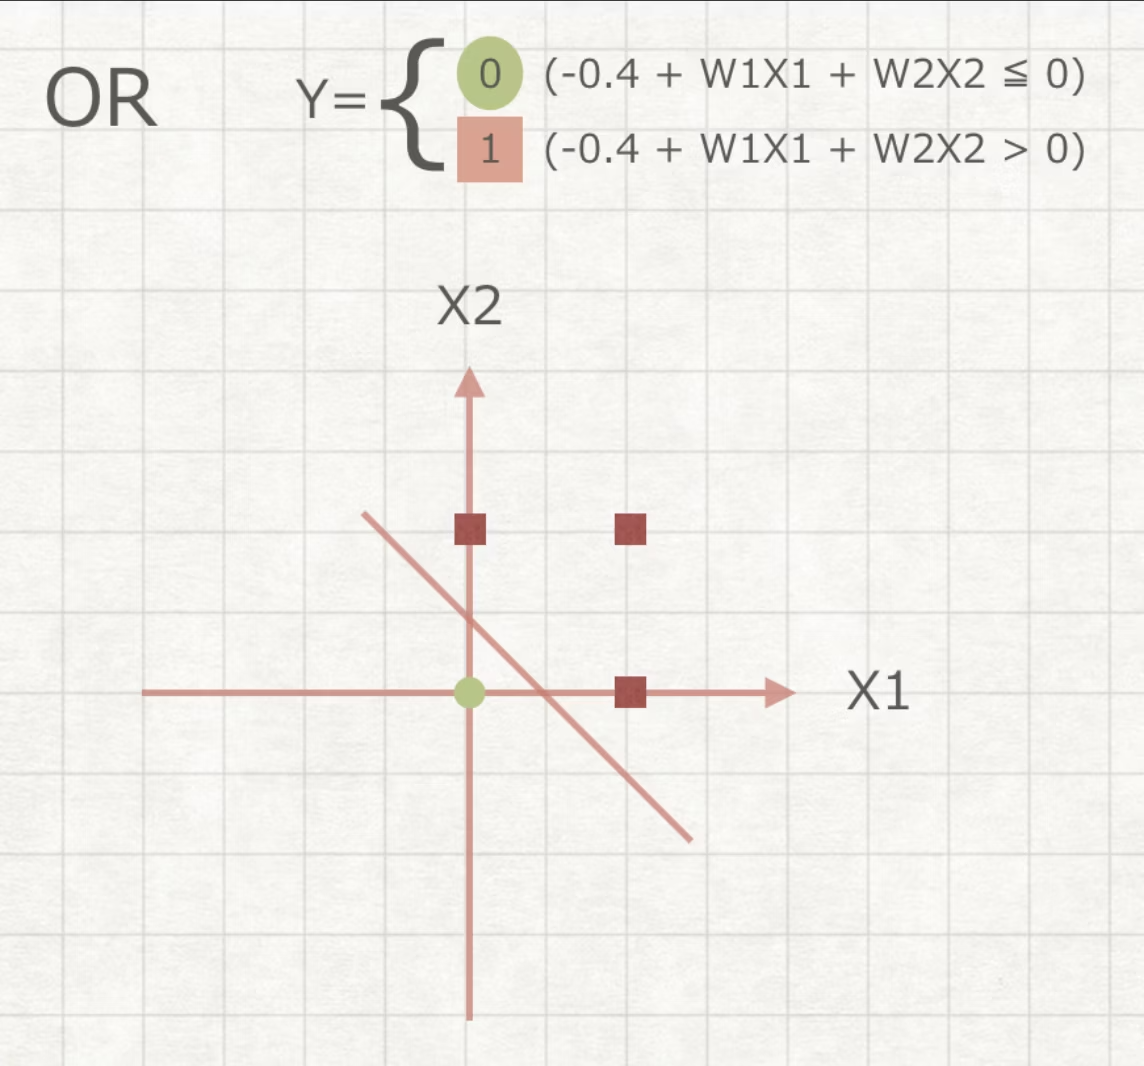 OR
Y= { 0 (-0.4 + W1X1 + W2X2 ≦ 0)
1 (-0.4 + W1X1 + W2X2 > 0)
X2
X1